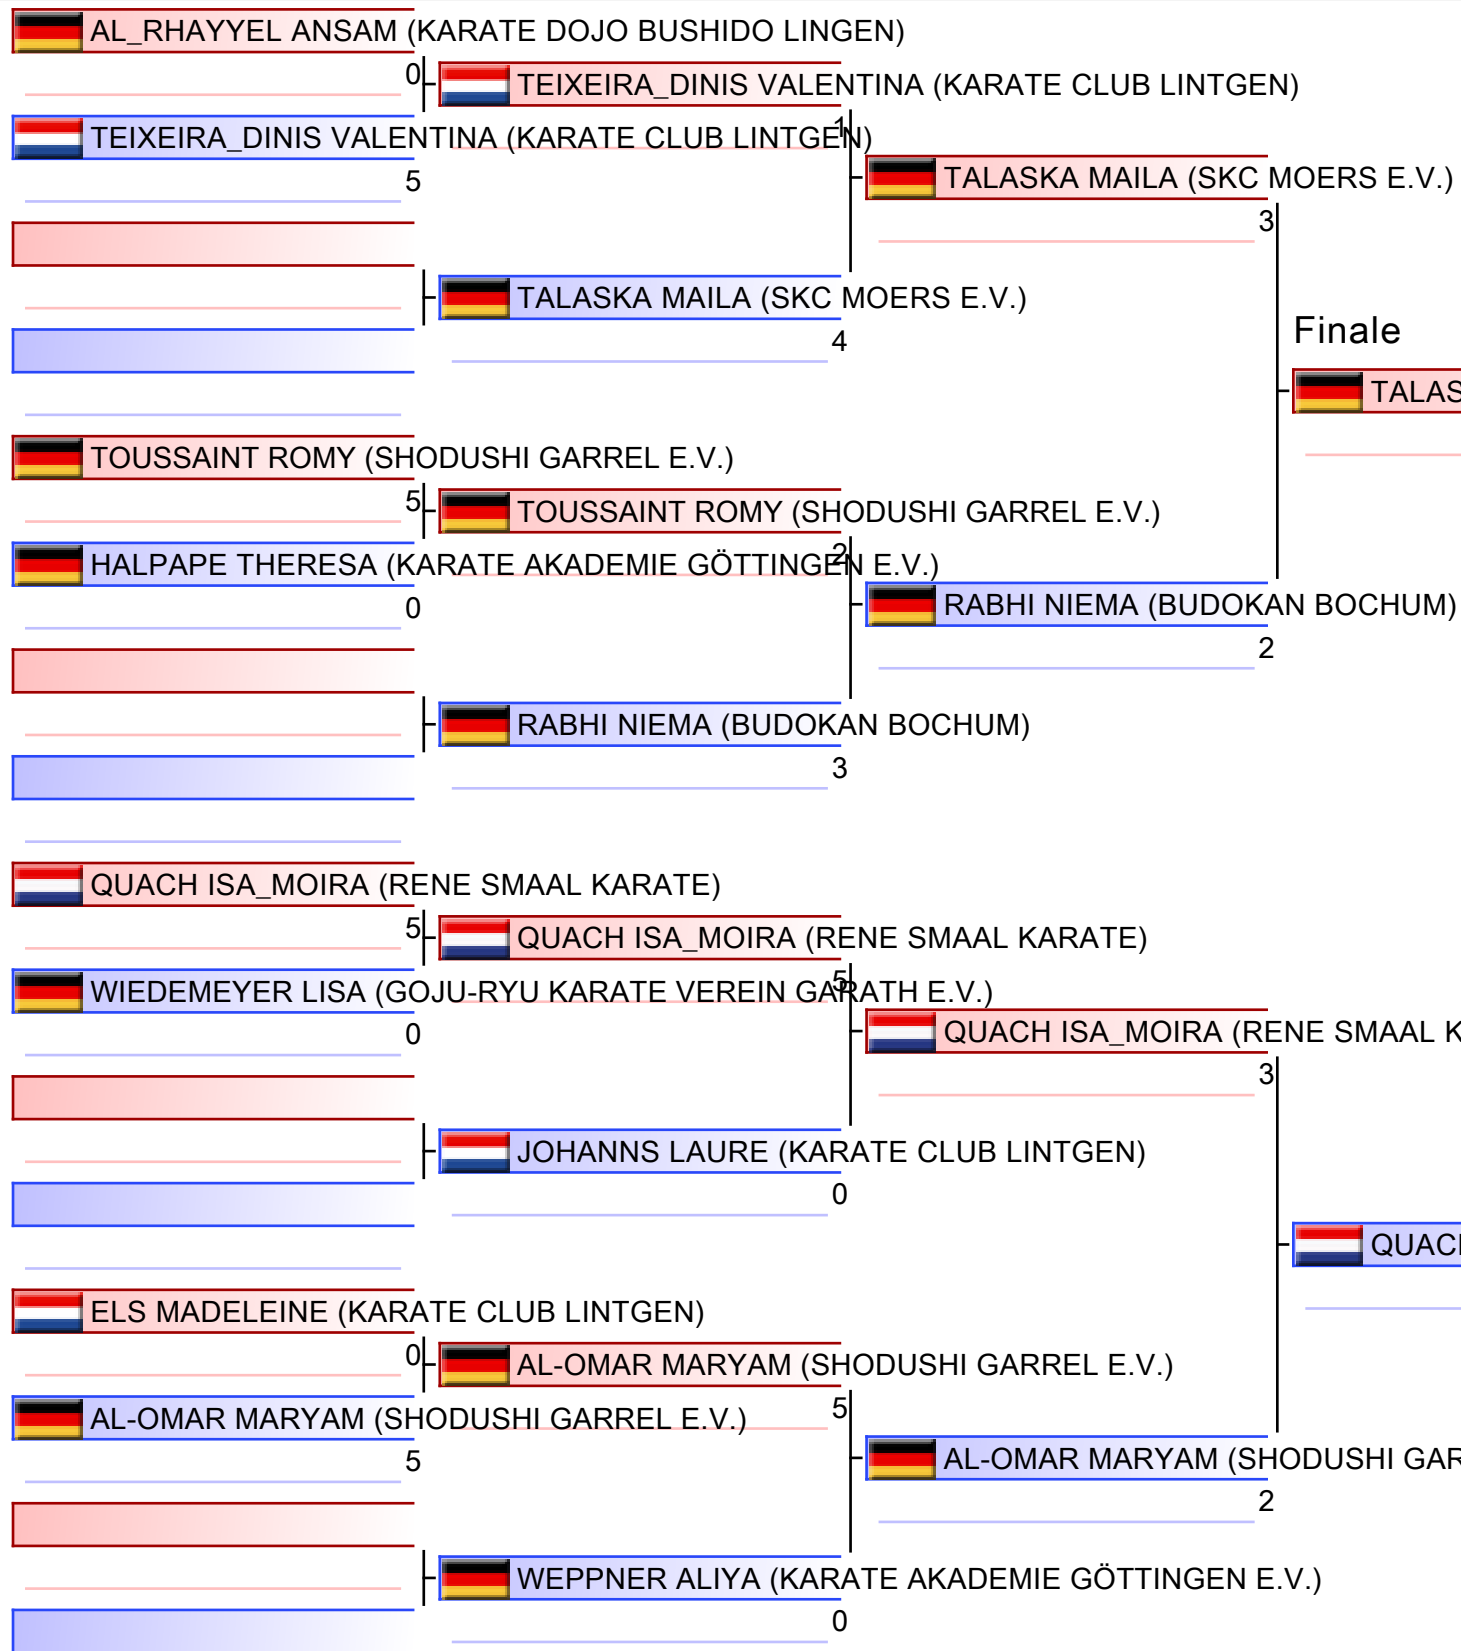 AL_RHAYYEL ANSAM (KARATE DOJO BUSHIDO LINGEN)
0
TEIXEIRA_DINIS VALENTINA (KARATE CLUB LINTGEN)
TEIXEIRA_DINIS VALENTINA (KARATE CLUB LINTGEN)
1
5
TALASKA MAILA (SKC MOERS E.V.)
3
TALASKA MAILA (SKC MOERS E.V.)
4
Finale
TALAS
TOUSSAINT ROMY (SHODUSHI GARREL E.V.)
5
TOUSSAINT ROMY (SHODUSHI GARREL E.V.)
2
HALPAPE THERESA (KARATE AKADEMIE GÖTTINGEN E.V.)
0
RABHI NIEMA (BUDOKAN BOCHUM)
2
RABHI NIEMA (BUDOKAN BOCHUM)
3
QUACH ISA_MOIRA (RENE SMAAL KARATE)
5
QUACH ISA_MOIRA (RENE SMAAL KARATE)
5
WIEDEMEYER LISA (GOJU-RYU KARATE VEREIN GARATH E.V.)
0
QUACH ISA_MOIRA (RENE SMAAL K
3
JOHANNS LAURE (KARATE CLUB LINTGEN)
0
QUACH
ELS MADELEINE (KARATE CLUB LINTGEN)
0
AL-OMAR MARYAM (SHODUSHI GARREL E.V.)
5
AL-OMAR MARYAM (SHODUSHI GARREL E.V.)
5
AL-OMAR MARYAM (SHODUSHI GAR
2
WEPPNER ALIYA (KARATE AKADEMIE GÖTTINGEN E.V.)
0